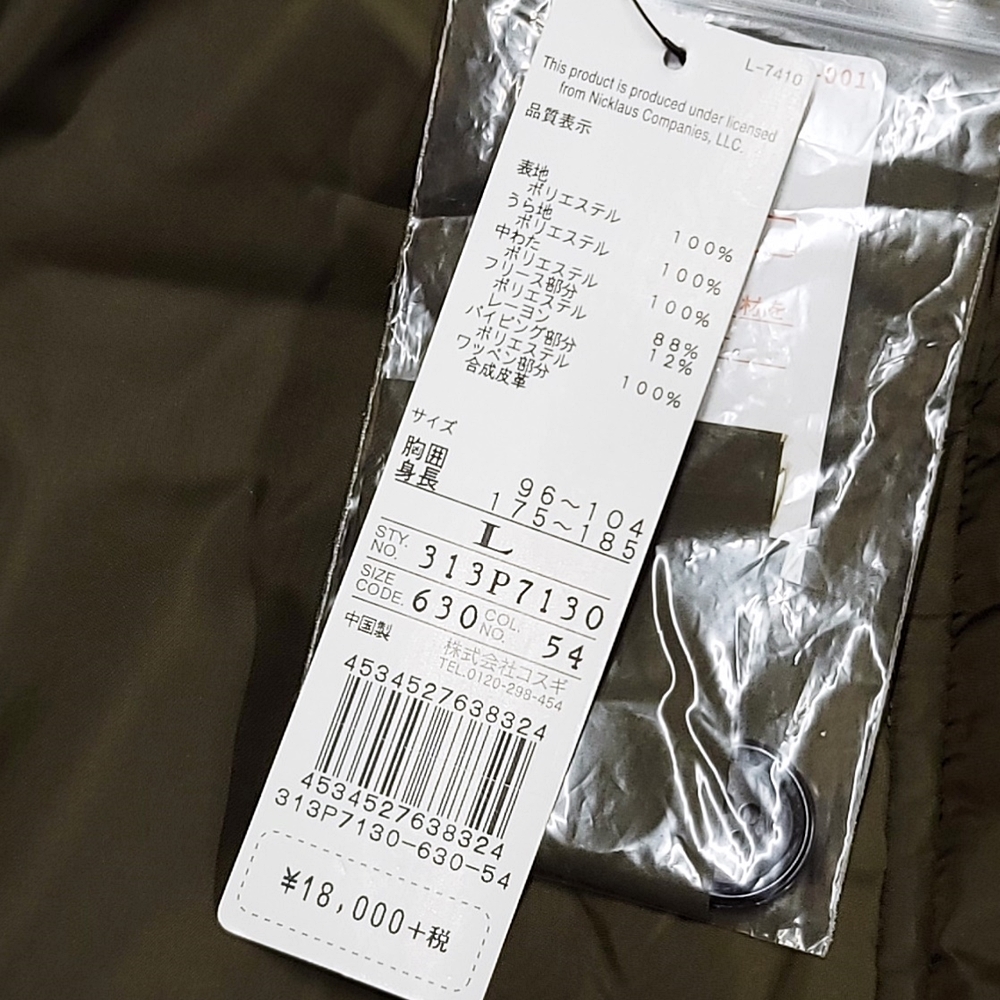 L-7410
-001
This product is produced under licensed
from Nicklaus Companies, LLC.
品質表示
表地
ポリエステル 100%
うら地
ポリエステル 100%
中わた
ポリエステル 100%
フリース部分
ポリエステル 88%
レーヨン 12%
パイピング部分
ポリエステル 100%
ワッペン部分
合成皮革
材を
サイズ
胸囲 96~104
身長 175~185
L
STY. NO. 313P7130
SIZE CODE. 630 COL. NO. 54
中国製
株式会社コスギ
TEL.0120-298-454
4534527638324
4534527638324
313P7130-630-54
¥18,000+税